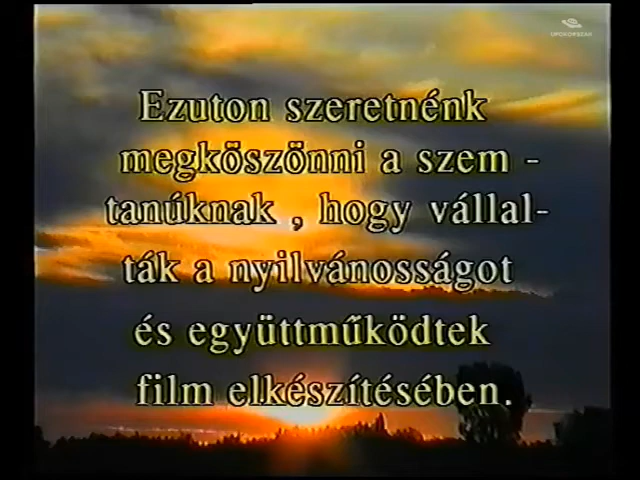 Ezuton szeretnénk
megköszönni a szem -
tanúknak , hogy vállal-
ták a nyilvánosságot
és együttműködtek
film elkészítésében.